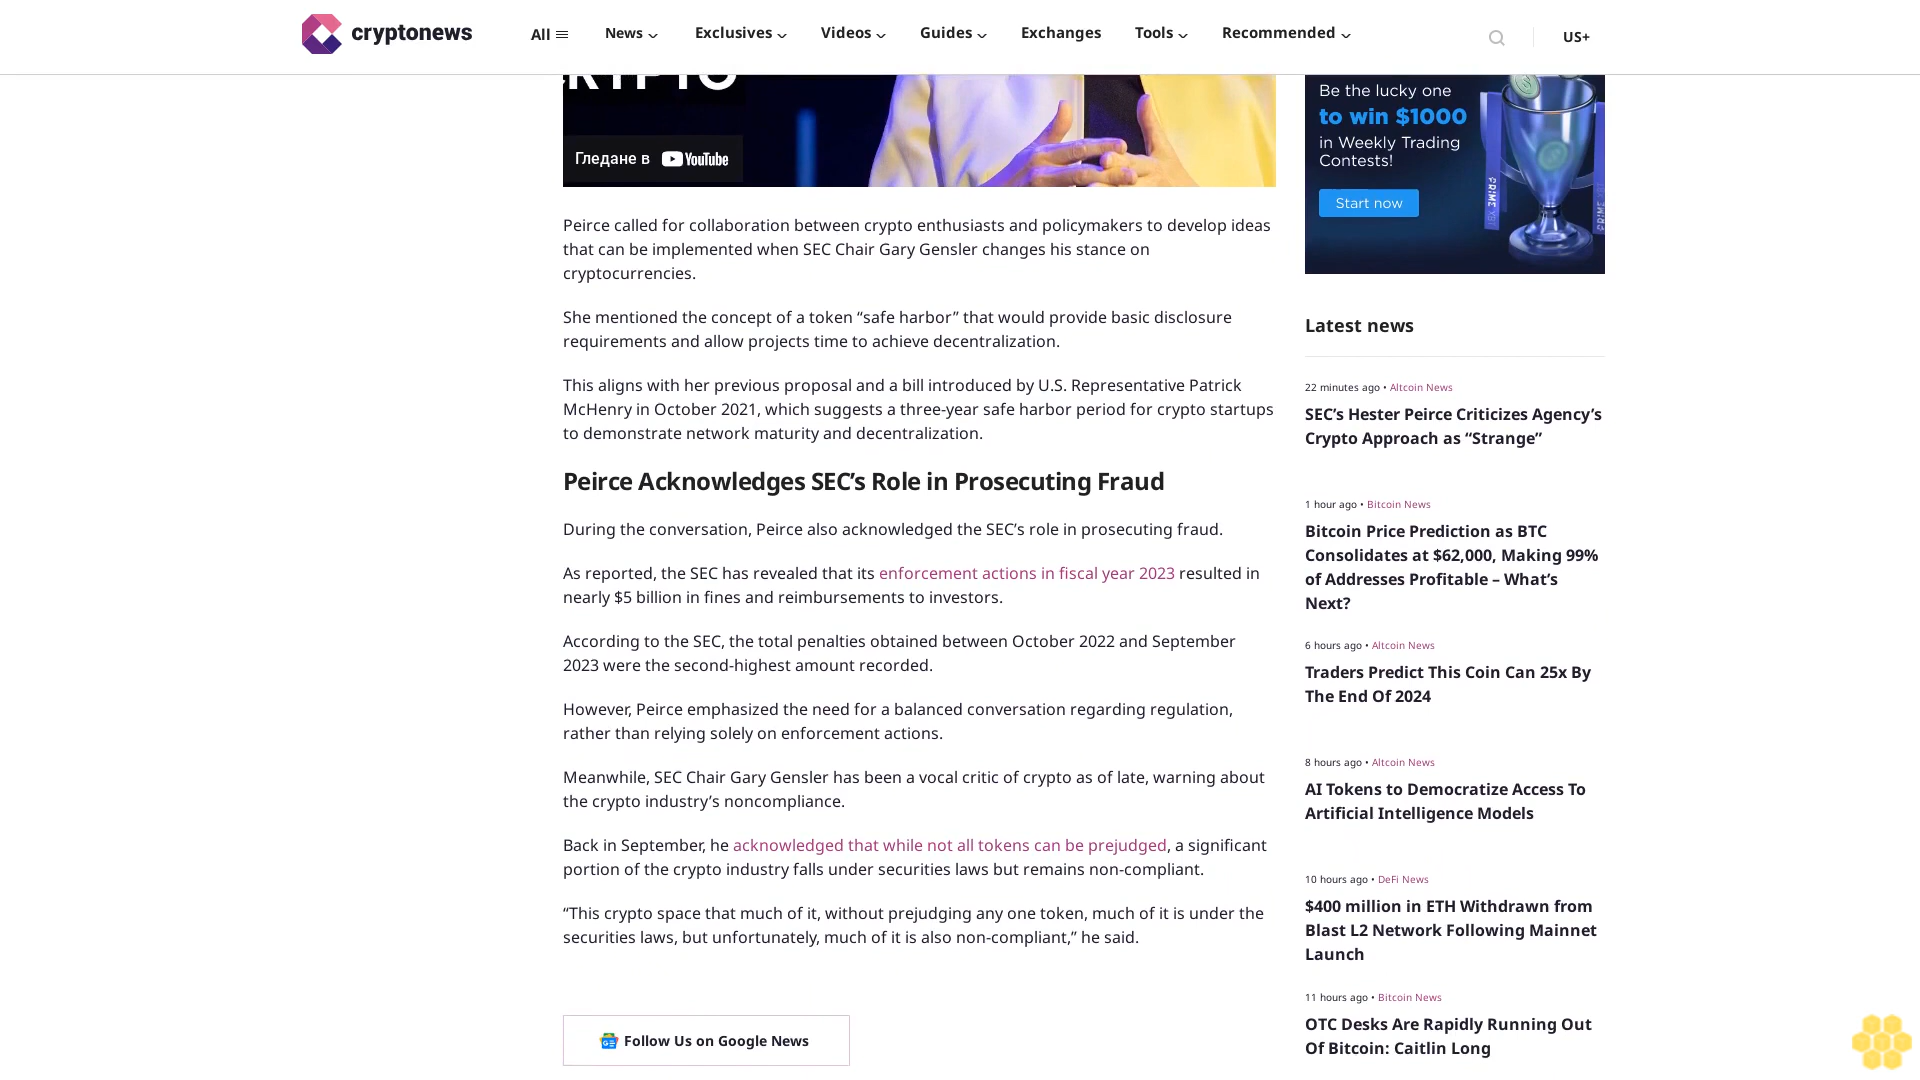 cryptonews
All
News
Exclusives
Videos
Guides
Exchanges
Tools
Recommended
US+
CRYPTO
Гледане в YouTube
Peirce called for collaboration between crypto enthusiasts and policymakers to develop ideas
that can be implemented when SEC Chair Gary Gensler changes his stance on
cryptocurrencies.
She mentioned the concept of a token “safe harbor” that would provide basic disclosure
requirements and allow projects time to achieve decentralization.
This aligns with her previous proposal and a bill introduced by U.S. Representative Patrick
McHenry in October 2021, which suggests a three-year safe harbor period for crypto startups
to demonstrate network maturity and decentralization.
Peirce Acknowledges SEC’s Role in Prosecuting Fraud
During the conversation, Peirce also acknowledged the SEC’s role in prosecuting fraud.
As reported, the SEC has revealed that its enforcement actions in fiscal year 2023 resulted in
nearly $5 billion in fines and reimbursements to investors.
According to the SEC, the total penalties obtained between October 2022 and September
2023 were the second-highest amount recorded.
However, Peirce emphasized the need for a balanced conversation regarding regulation,
rather than relying solely on enforcement actions.
Meanwhile, SEC Chair Gary Gensler has been a vocal critic of crypto as of late, warning about
the crypto industry’s noncompliance.
Back in September, he acknowledged that while not all tokens can be prejudged, a significant
portion of the crypto industry falls under securities laws but remains non-compliant.
“This crypto space that much of it, without prejudging any one token, much of it is under the
securities laws, but unfortunately, much of it is also non-compliant,” he said.
Follow Us on Google News
Be the lucky one
to win $1000
in Weekly Trading
Contests!
Start now
Latest news
22 minutes ago • Altcoin News
SEC’s Hester Peirce Criticizes Agency’s
Crypto Approach as “Strange”
1 hour ago • Bitcoin News
Bitcoin Price Prediction as BTC
Consolidates at $62,000, Making 99%
of Addresses Profitable – What’s
Next?
6 hours ago • Altcoin News
Traders Predict This Coin Can 25x By
The End Of 2024
8 hours ago • Altcoin News
AI Tokens to Democratize Access To
Artificial Intelligence Models
10 hours ago • DeFi News
$400 million in ETH Withdrawn from
Blast L2 Network Following Mainnet
Launch
11 hours ago • Bitcoin News
OTC Desks Are Rapidly Running Out
Of Bitcoin: Caitlin Long